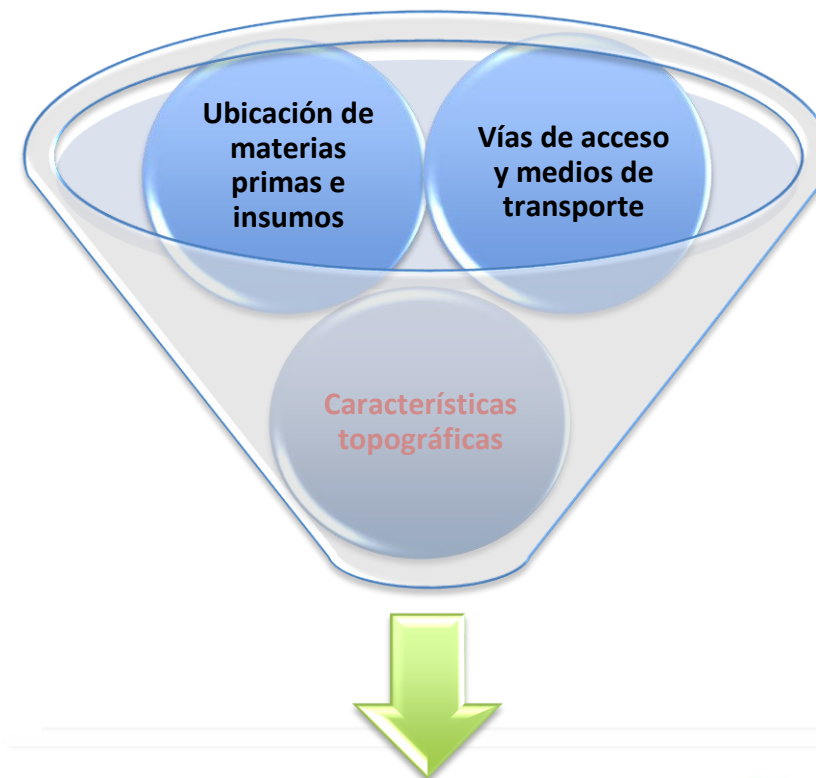 Ubicación de
materias
primas e
insumos
Vías de acceso
y medios de
transporte
Características
topográficas